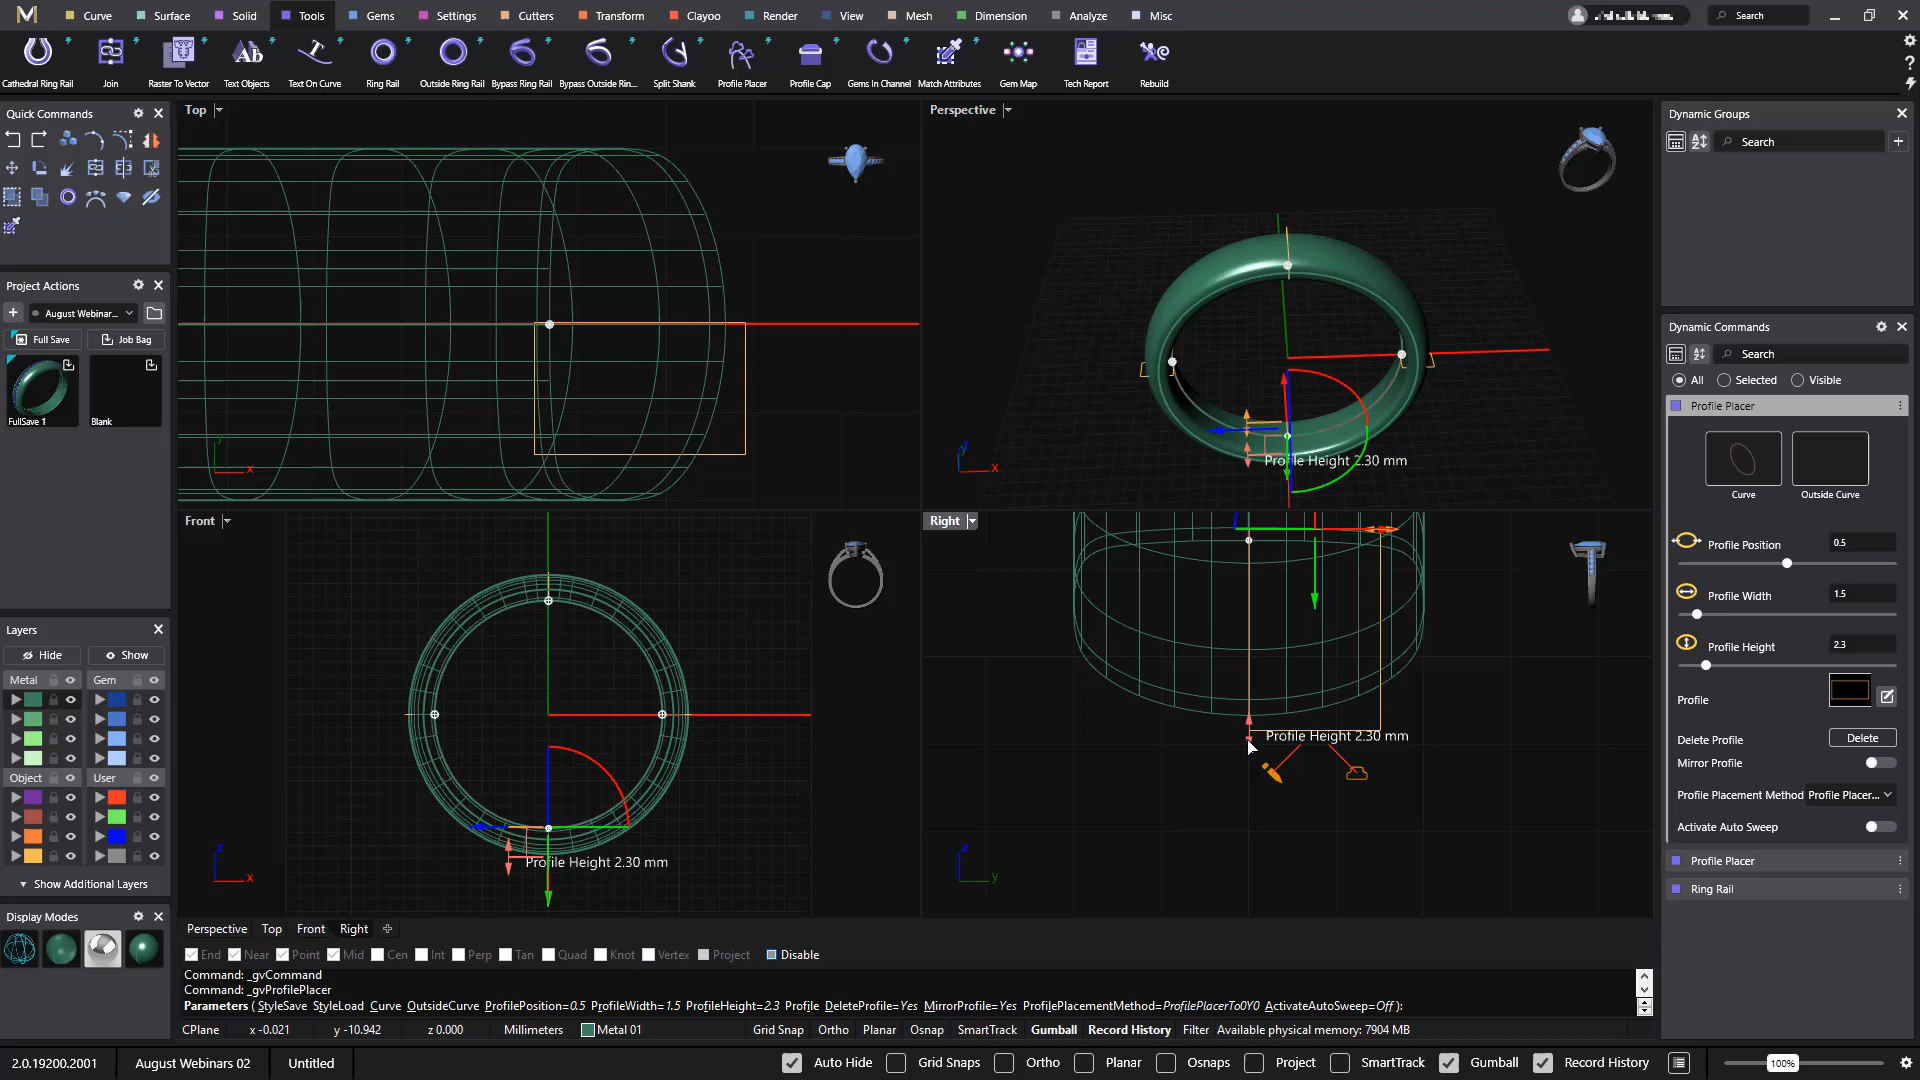 Curve Surface Solid Tools Gems Settings Cutters Transform Clayoo Render View Mesh Dimension Analyze Misc Search
Cathedral Ring Rail Join Raster To Vector Text Objects Text On Curve Ring Rail Outside Ring Rail Bypass Ring Rail Bypass Outside Rin... Split Shank Profile Placer Profile Cap Gems In Channel Match Attributes Gem Map Tech Report Rebuild
Quick Commands
Project Actions
August Webinar...
Full Save Job Bag
FullSave 1 Blank
Layers
Hide Show
Metal Gem
Object User
Show Additional Layers
Display Modes
Top
y
x
Perspective
y
x
Profile Height 2.30 mm
Front
z
x
Profile Height 2.30 mm
Right
z
y
Profile Height 2.30 mm
Perspective Top Front Right
End Near Point Mid Cen Int Perp Tan Quad Knot Vertex Project Disable
Command: _gvCommand
Command: _gvProfilePlacer
Parameters ( StyleSave StyleLoad Curve OutsideCurve ProfilePosition=0.5 ProfileWidth=1.5 ProfileHeight=2.3 Profile DeleteProfile=Yes MirrorProfile=Yes ProfilePlacementMethod=ProfilePlacerTo0Y0 ActivateAutoSweep=Off ):
CPlane x -0.021 y -10.942 z 0.000 Millimeters Metal 01 Grid Snap Ortho Planar Osnap SmartTrack Gumball Record History Filter Available physical memory: 7904 MB
Dynamic Groups
Search
Dynamic Commands
Search
All Selected Visible
Profile Placer
Curve Outside Curve
Profile Position 0.5
Profile Width 1.5
Profile Height 2.3
Profile
Delete Profile Delete
Mirror Profile
Profile Placement Method Profile Placer...
Activate Auto Sweep
Profile Placer
Ring Rail
2.0.19200.2001 August Webinars 02 Untitled Auto Hide Grid Snaps Ortho Planar Osnaps Project SmartTrack Gumball Record History 100%